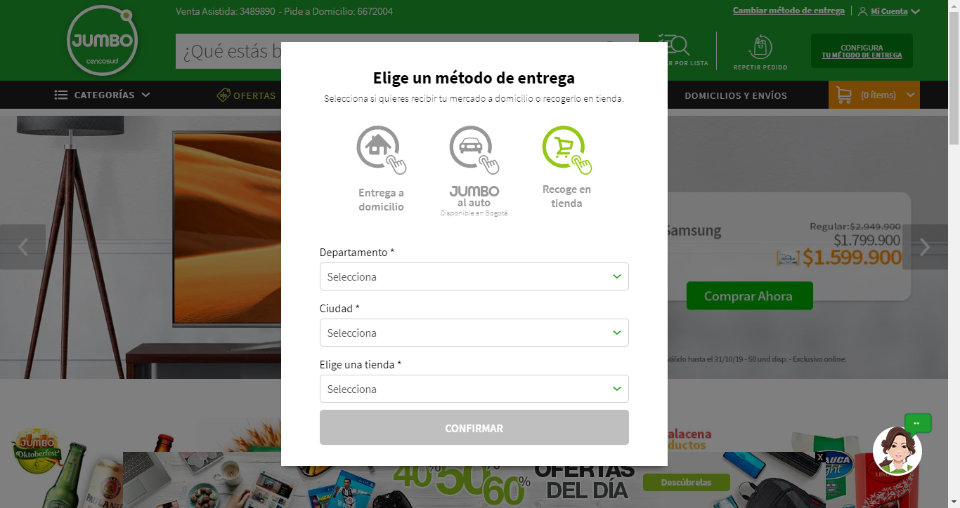 Venta Asistida: 3489890 - Pide a Domicilio: 6672004
Cambiar método de entrega
Mi Cuenta
JUMBO
cencosud
¿Qué estás b
R POR LISTA
REPETIR PEDIDO
CONFIGURA
TU MÉTODO DE ENTREGA
CATEGORÍAS
OFERTAS
DOMICILIOS Y ENVÍOS
(0 ítems)
Elige un método de entrega
Selecciona si quieres recibir tu mercado a domicilio o recogerlo en tienda.
Entrega a
domicilio
JUMBO
al auto
Disponible en Bogotá
Recoge en
tienda
Departamento *
Selecciona
Ciudad *
Selecciona
Elige una tienda *
Selecciona
CONFIRMAR
Samsung
Regular:$2.949.900
$1.799.900
$1.599.900
Comprar Ahora
hasta el 31/10/19 - 50 und disp. - Exclusivo online.
JUMBO
Oktoberfest
alacena
ductos
40% 50% 60%
OFERTAS
DEL DÍA
Descúbrelas
X